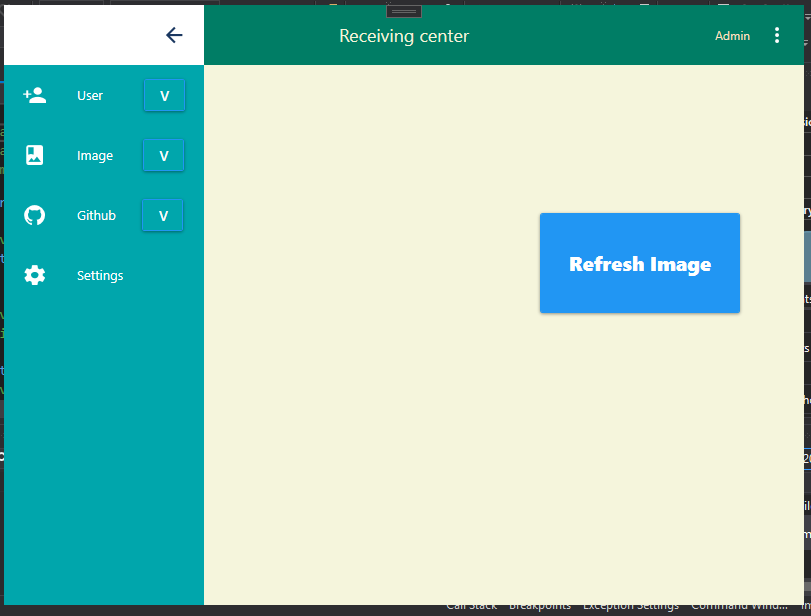 Receiving center
Admin
User V
Image V
Github V
Settings
Refresh Image
Call Stack Breakpoints Exception Settings Command Wind...